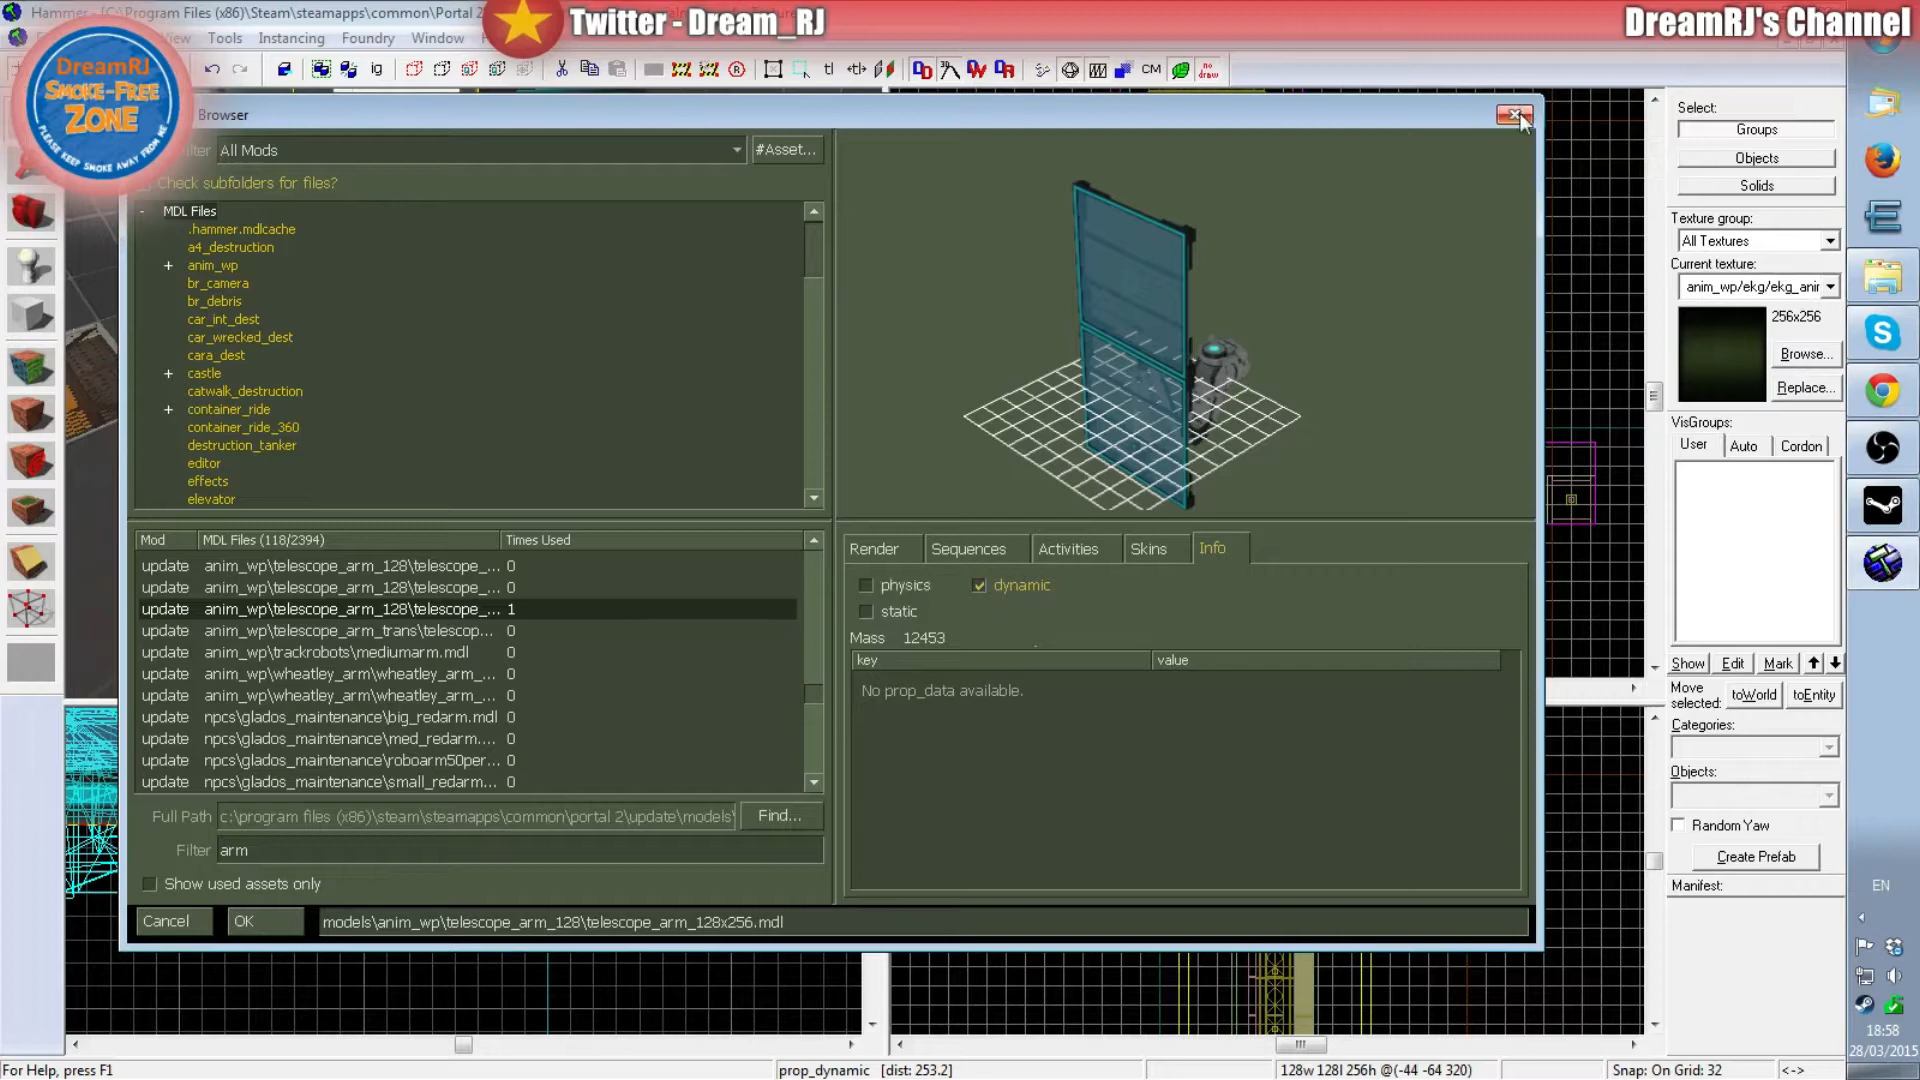 Hammer - [C:\Program Files (x86)\Steam\steamapps\common\Portal 2
Twitter - Dream_RJ
DreamRJ's Channel
View Tools Instancing Foundry Window
DreamRJ
SMOKE-FREE
ZONE
PLEASE KEEP SMOKE AWAY FROM ME
ig
tl
CM
no draw
Browser
All Mods
#Asset...
Check subfolders for files?
- MDL Files
.hammer.mdlcache
a4_destruction
+ anim_wp
br_camera
br_debris
car_int_dest
car_wrecked_dest
cara_dest
+ castle
catwalk_destruction
+ container_ride
container_ride_360
destruction_tanker
editor
effects
elevator
Mod MDL Files (118/2394) Times Used
update anim_wp\telescope_arm_128\telescope_... 0
update anim_wp\telescope_arm_128\telescope_... 0
update anim_wp\telescope_arm_128\telescope_... 1
update anim_wp\telescope_arm_trans\telescop... 0
update anim_wp\trackrobots\mediumarm.mdl 0
update anim_wp\wheatley_arm\wheatley_arm_... 0
update anim_wp\wheatley_arm\wheatley_arm_... 0
update npcs\glados_maintenance\big_redarm.mdl 0
update npcs\glados_maintenance\med_redarm.... 0
update npcs\glados_maintenance\roboarm50per... 0
update npcs\glados_maintenance\small_redarm... 0
Full Path c:\program files (x86)\steam\steamapps\common\portal 2\update\models\ Find...
Filter arm
Show used assets only
Cancel OK models\anim_wp\telescope_arm_128\telescope_arm_128x256.mdl
Render Sequences Activities Skins Info
physics dynamic
static
Mass 12453
key value
No prop_data available.
Select:
Groups
Objects
Solids
Texture group:
All Textures
Current texture:
anim_wp/ekg/ekg_anir
256x256
Browse...
Replace...
VisGroups:
User Auto Cordon
Show Edit Mark
Move selected: toWorld toEntity
Categories:
Objects:
Random Yaw
Create Prefab
Manifest:
EN
18:58
28/03/2015
For Help, press F1
prop_dynamic [dist: 253.2]
128w 128l 256h @(-44 -64 320)
Snap: On Grid: 32
<->